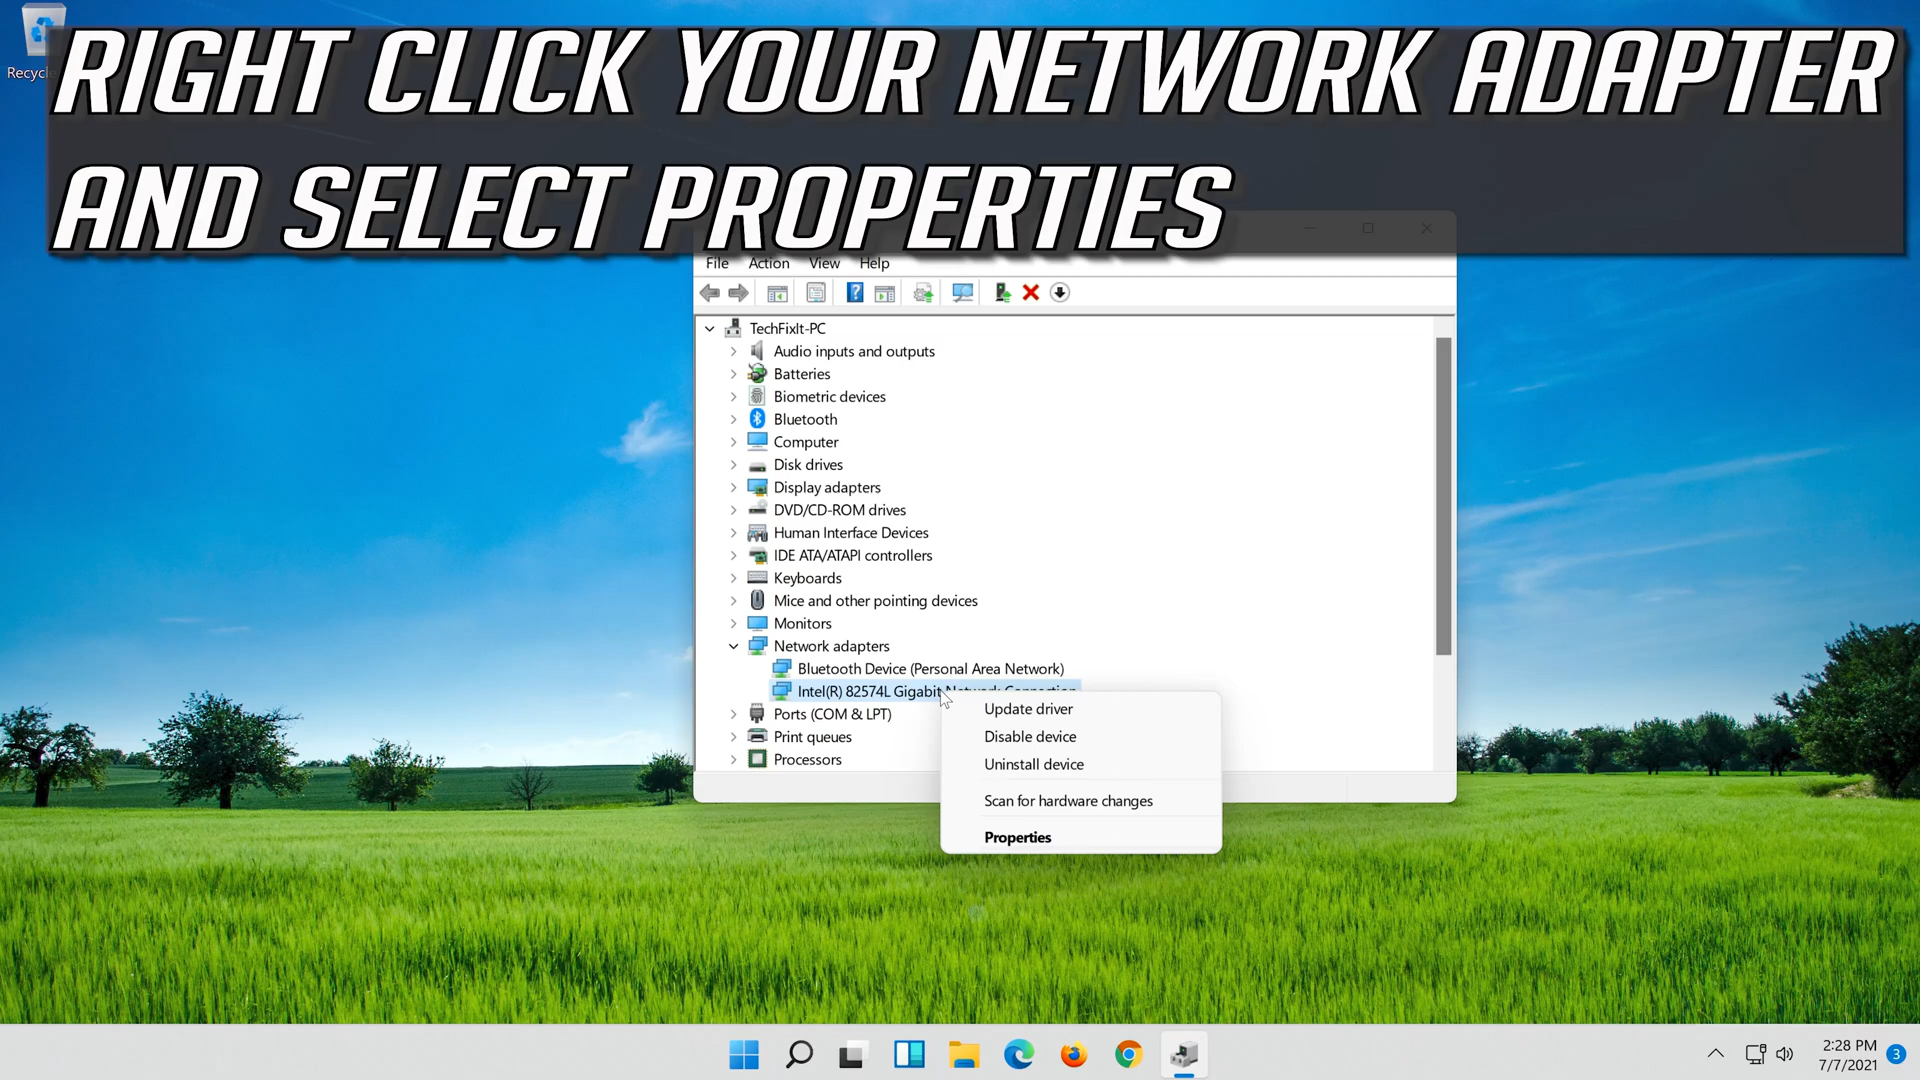 RIGHT CLICK YOUR NETWORK ADAPTER
AND SELECT PROPERTIES
Recycle
File Action View Help
TechFixIt-PC
Audio inputs and outputs
Batteries
Biometric devices
Bluetooth
Computer
Disk drives
Display adapters
DVD/CD-ROM drives
Human Interface Devices
IDE ATA/ATAPI controllers
Keyboards
Mice and other pointing devices
Monitors
Network adapters
Bluetooth Device (Personal Area Network)
Intel(R) 82574L Gigabit Network Connection
Ports (COM & LPT)
Print queues
Processors
Update driver
Disable device
Uninstall device
Scan for hardware changes
Properties
2:28 PM
7/7/2021
3